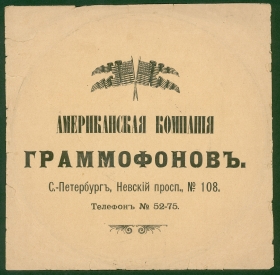 АМЕРИКАНСКАЯ КОМПАНІЯ
ГРАММОФОНОВЪ.
С.-Петербургъ, Невскій просп., № 108.
Телефонъ № 52-75.